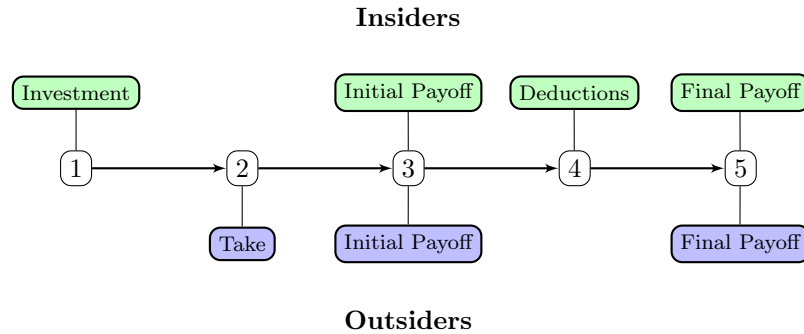 Insiders
Investment
Initial Payoff
Deductions
Final Payoff
1
2
3
4
5
Take
Initial Payoff
Final Payoff
Outsiders